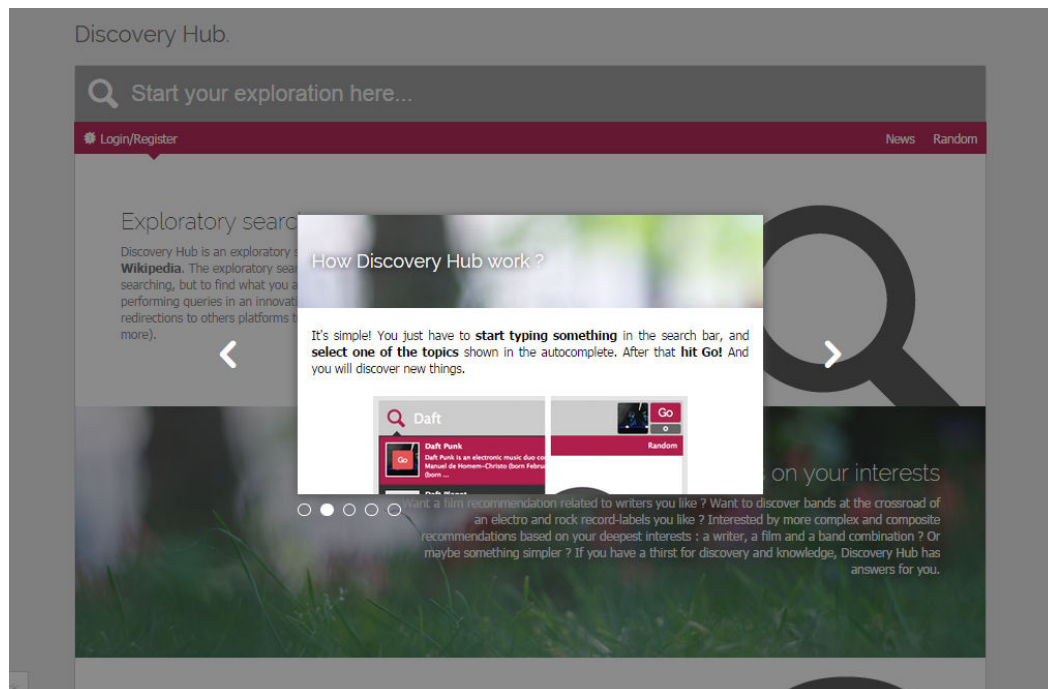 Discovery Hub.
Start your exploration here...
Login/Register
News Random
Exploratory searc
Discovery Hub is an exploratory s
Wikipedia. The exploratory sear
searching, but to find what you a
performing queries in an innovati
redirections to others platforms t
more).
How Discovery Hub work ?
It's simple! You just have to start typing something in the search bar, and
select one of the topics shown in the autocomplete. After that hit Go! And
you will discover new things.
Daft
Go
Random
Go
Daft Punk
Daft Punk is an electronic music duo co
Manuel de Homem-Christo (born Febru
(born ...
Daft Planet
on your interests
Want a film recommendation related to writers you like ? Want to discover bands at the crossroad of
an electro and rock record-labels you like ? Interested by more complex and composite
recommendations based on your deepest interests : a writer, a film and a band combination ? Or
maybe something simpler ? If you have a thirst for discovery and knowledge, Discovery Hub has
answers for you.